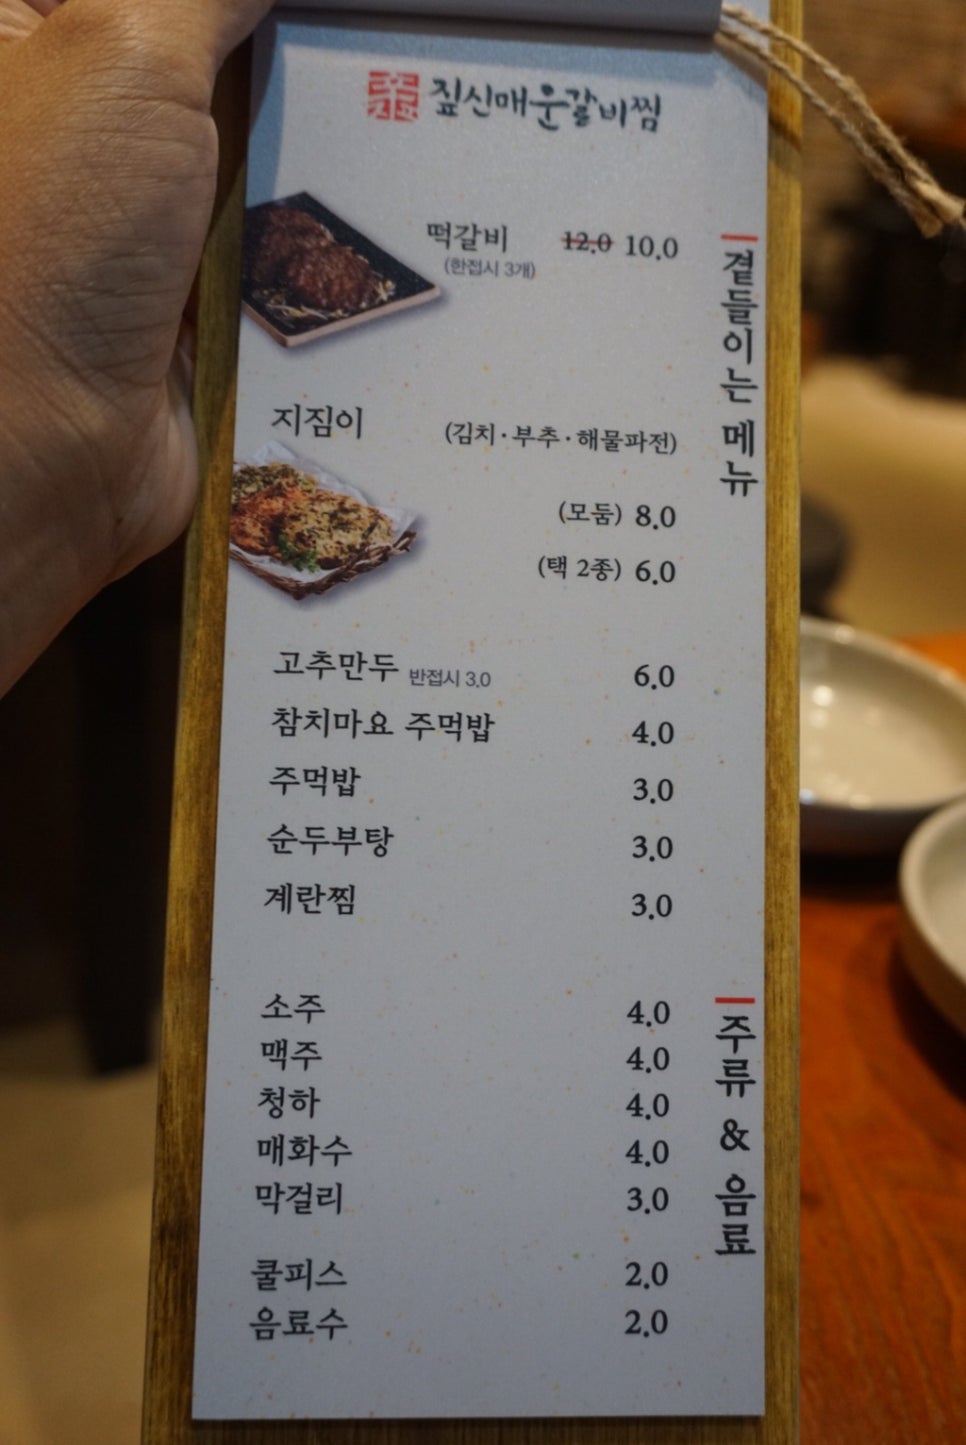 짚신매운갈비찜
떡갈비 12.0 10.0
(한접시 3개)
곁들이는 메뉴
지짐이 (김치·부추·해물파전)
(모둠) 8.0
(택 2종) 6.0
고추만두 반접시 3.0 6.0
참치마요 주먹밥 4.0
주먹밥 3.0
순두부탕 3.0
계란찜 3.0
주류 & 음료
소주 4.0
맥주 4.0
청하 4.0
매화수 4.0
막걸리 3.0
쿨피스 2.0
음료수 2.0